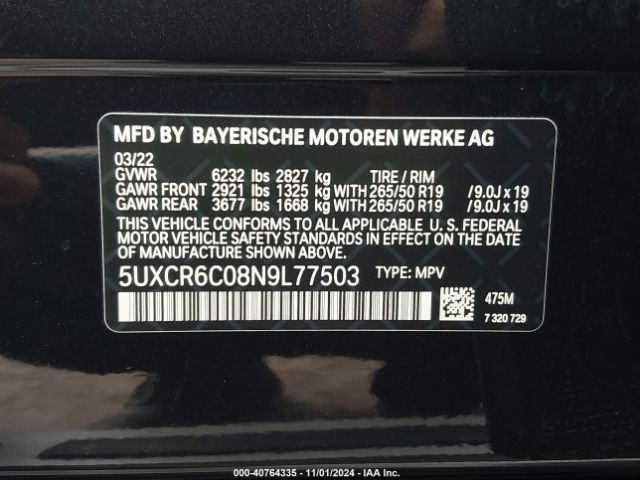 MFD BY BAYERISCHE MOTOREN WERKE AG
03/22
GVWR 6232 lbs 2827 kg TIRE / RIM
GAWR FRONT 2921 lbs 1325 kg WITH 265/50 R19 / 9.0J x 19
GAWR REAR 3677 lbs 1668 kg WITH 265/50 R19 / 9.0J x 19
THIS VEHICLE CONFORMS TO ALL APPLICABLE U. S. FEDERAL
MOTOR VEHICLE SAFETY STANDARDS IN EFFECT ON THE DATE
OF MANUFACTURE SHOWN ABOVE.
5UXCR6C08N9L77503 TYPE: MPV
475M
7 320 729
000-40764335 - 11/01/2024 - IAA Inc.